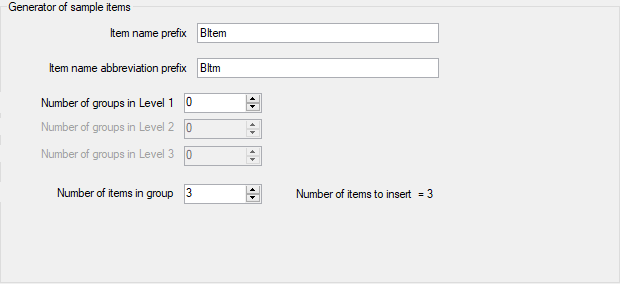 Generator of sample items
Item name prefix BItem
Item name abbreviation prefix BItm
Number of groups in Level 1 0
Number of groups in Level 2 0
Number of groups in Level 3 0
Number of items in group 3 Number of items to insert = 3